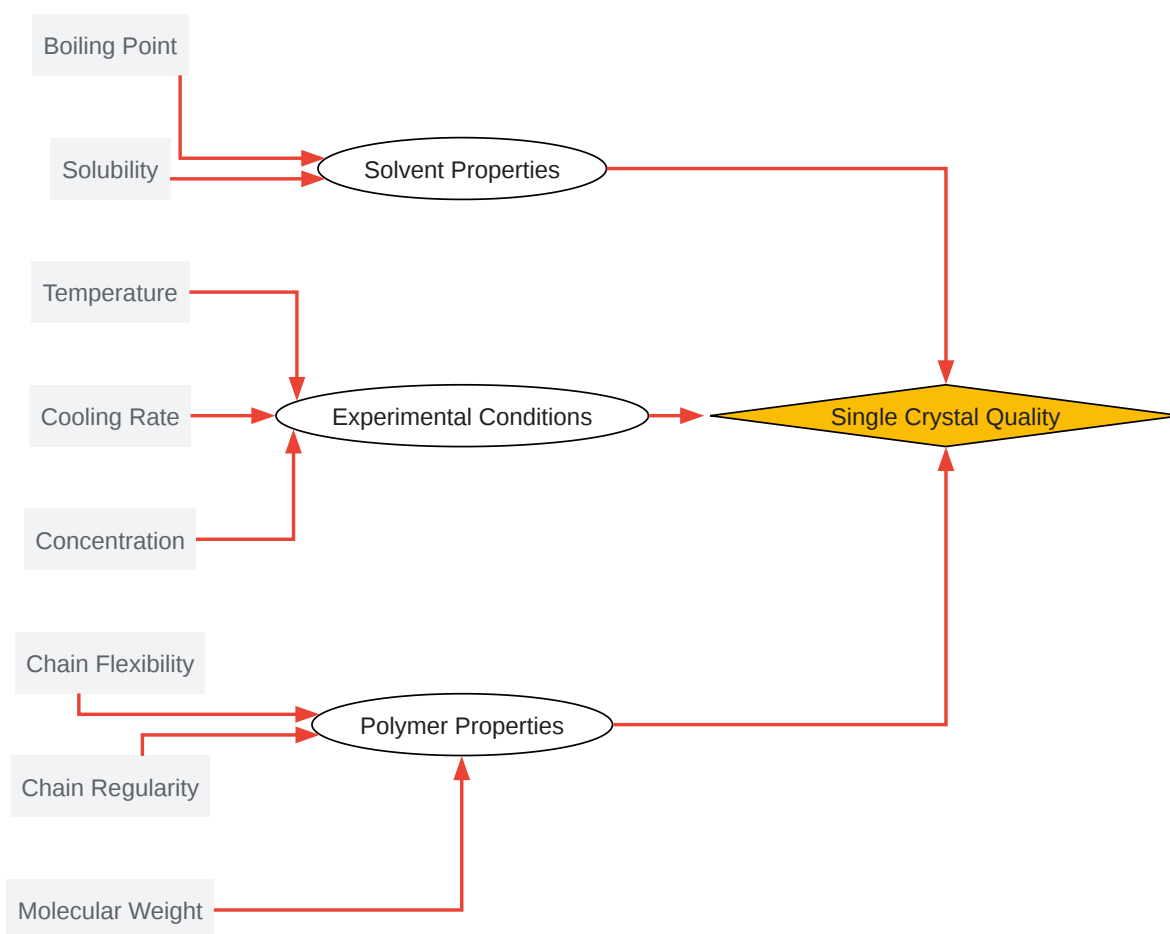 Boiling Point
Solubility
Solvent Properties
Temperature
Cooling Rate
Experimental Conditions
Single Crystal Quality
Concentration
Chain Flexibility
Polymer Properties
Chain Regularity
Molecular Weight